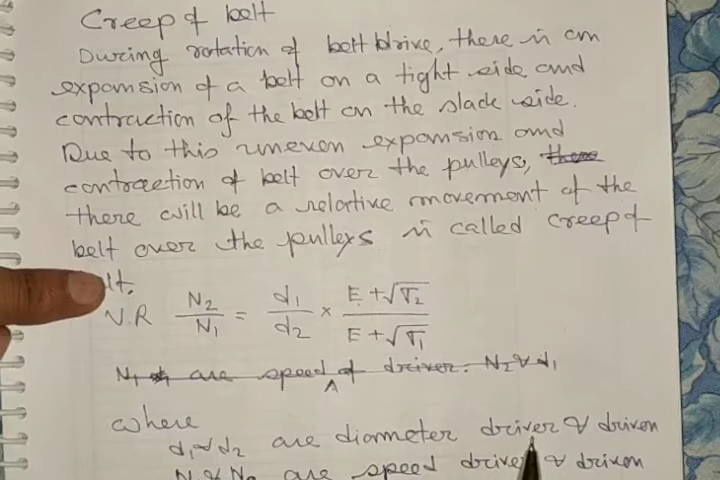 Creep of belt
During rotation of belt drive, there is an
expansion of a belt on a tight side and
contraction of the belt on the slack side.
Due to this uneven expansion and
contraction of belt over the pulleys, there
there will be a relative movement of the
belt over the pulleys is called creep of
lt.
V.R N₂/N₁ = d₁/d₂ × E + √T₂ / E + √T₁
N₁ are speed of driver. N₂ & d₁
where
d₁ & d₂ are diameter driver & driven
N₁ & N₂ are speed driver & driven